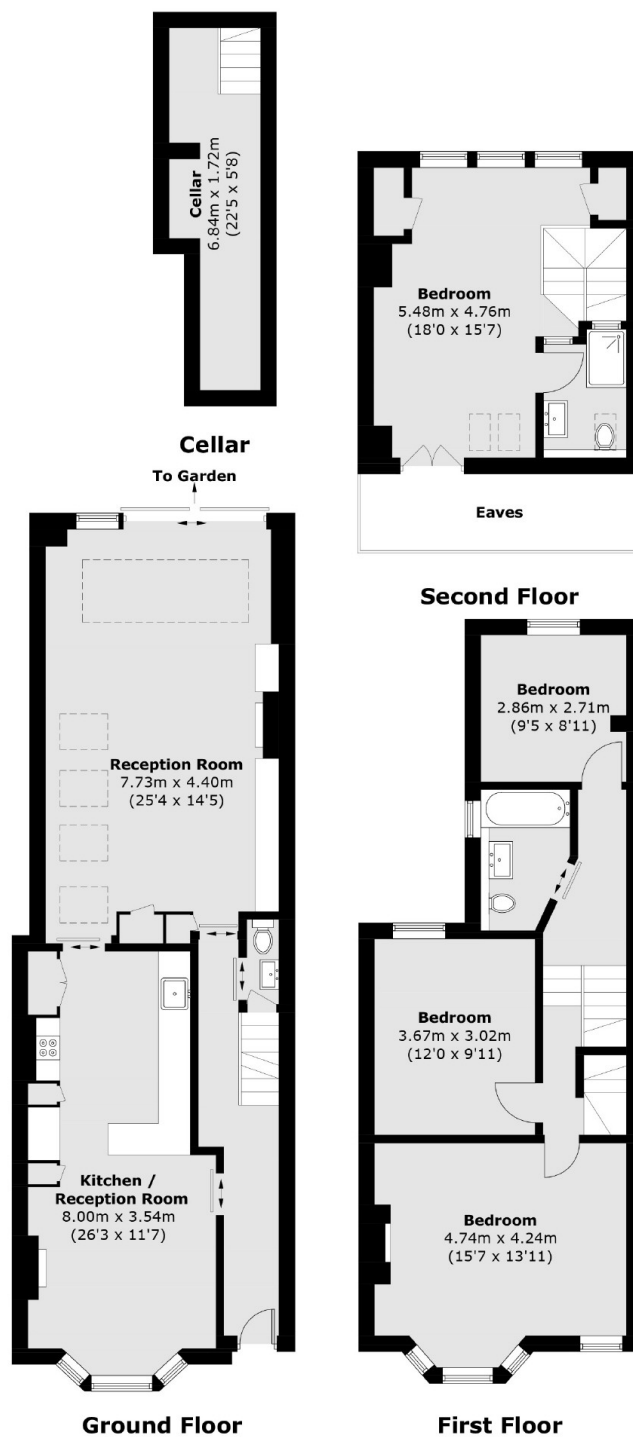 Cellar
6.84m x 1.72m
(22'5 x 5'8)
Cellar
To Garden
Bedroom
5.48m x 4.76m
(18'0 x 15'7)
Eaves
Second Floor
Reception Room
7.73m x 4.40m
(25'4 x 14'5)
Kitchen /
Reception Room
8.00m x 3.54m
(26'3 x 11'7)
Ground Floor
Bedroom
2.86m x 2.71m
(9'5 x 8'11)
Bedroom
3.67m x 3.02m
(12'0 x 9'11)
Bedroom
4.74m x 4.24m
(15'7 x 13'11)
First Floor